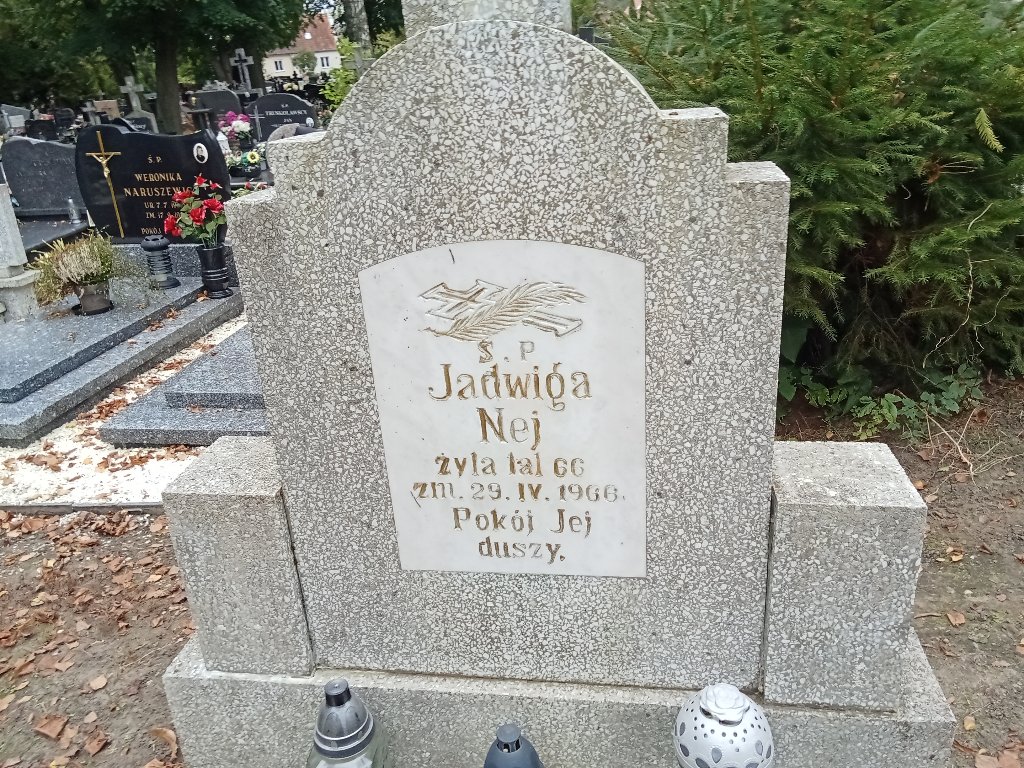 Ś. P.
Jadwiga
Nej
żyła lat 66
zm. 29. IV. 1966.
Pokój Jej
duszy.
Ś. P.
WERONIKA